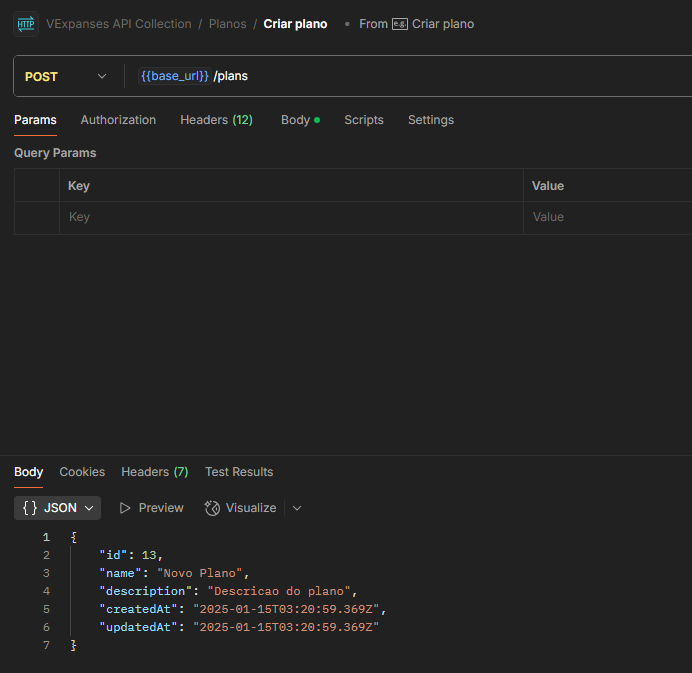 HTTP VExpanses API Collection / Planos / Criar plano • From e.g. Criar plano
POST {{base_url}} /plans
Params Authorization Headers (12) Body Scripts Settings
Query Params
Key Value
Key Value
Body Cookies Headers (7) Test Results
{} JSON Preview Visualize
1 {
2 "id": 13,
3 "name": "Novo Plano",
4 "description": "Descricao do plano",
5 "createdAt": "2025-01-15T03:20:59.369Z",
6 "updatedAt": "2025-01-15T03:20:59.369Z"
7 }